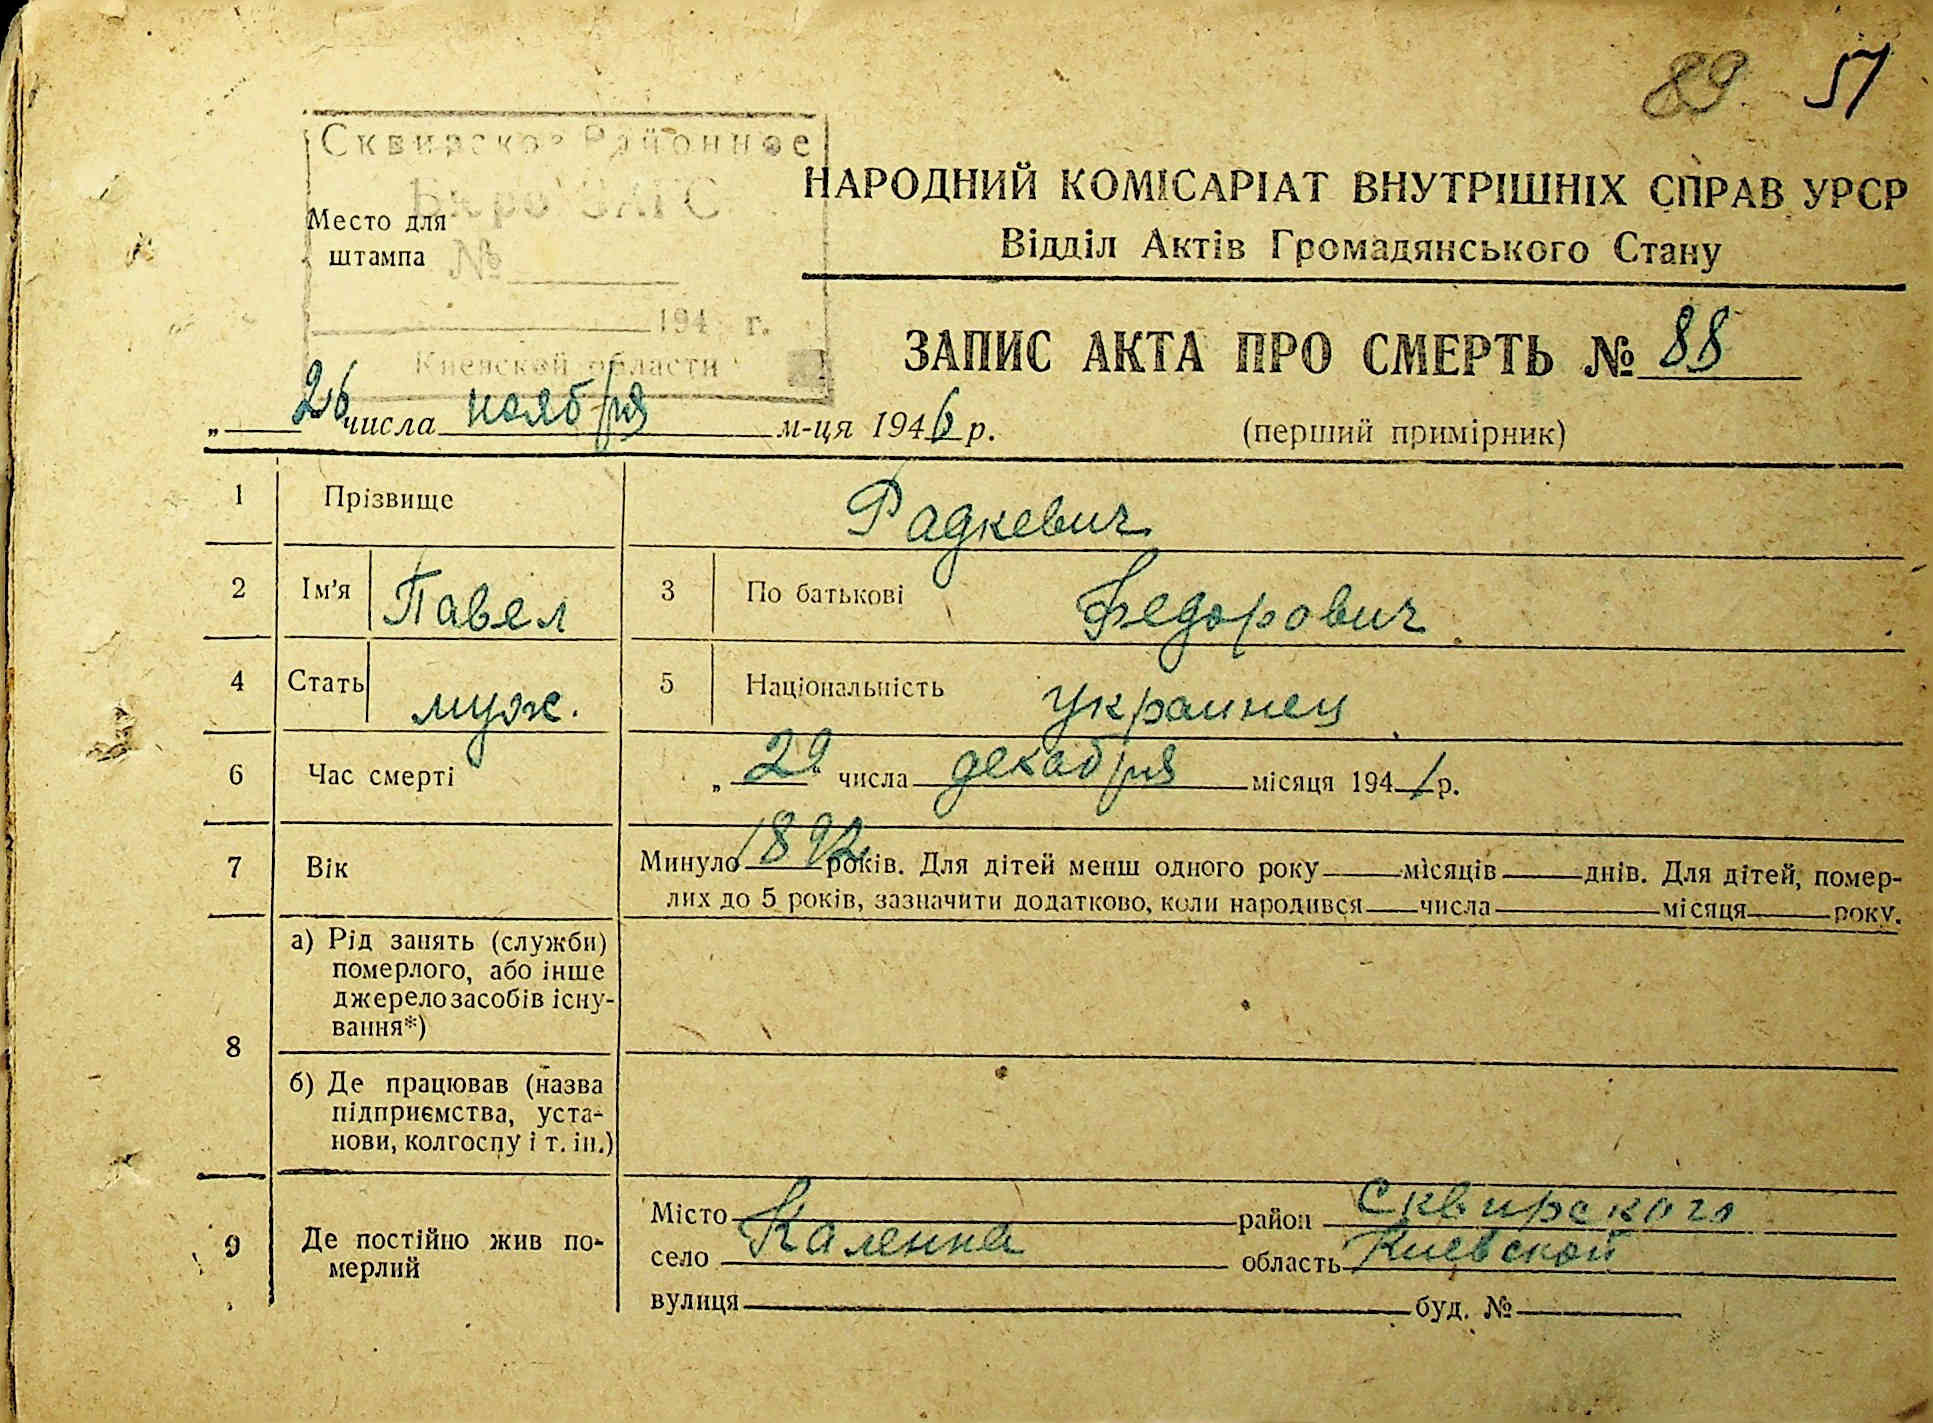 89 51
Сквирское Районное
Бюро ЗАГС
Место для
штампа
№
194 г.
Киевской области
НАРОДНИЙ КОМІСАРІАТ ВНУТРІШНІХ СПРАВ УРСР
Відділ Актів Громадянського Стану
ЗАПИС АКТА ПРО СМЕРТЬ № 88
„ 26 числа ноября м-ця 1946 р.
(перший примірник)
1 Прізвище Радкевич
2 Ім'я Павел 3 По батькові Федорович
4 Стать муж. 5 Національність украинец
6 Час смерті „ 29 числа декабря місяця 1941 р.
7 Вік Минуло 1892 років. Для дітей менш одного року місяців днів. Для дітей, помер-
лих до 5 років, зазначити додатково, коли народився числа місяця року.
8
а) Рід занять (служби)
померлого, або інше
джерело засобів існу-
вання*)
б) Де працював (назва
підприємства, уста-
нови, колгоспу і т. ін.)
9 Де постійно жив по-
мерлий
Місто район Сквирского
село Каленна область Киевской
вулиця буд. №